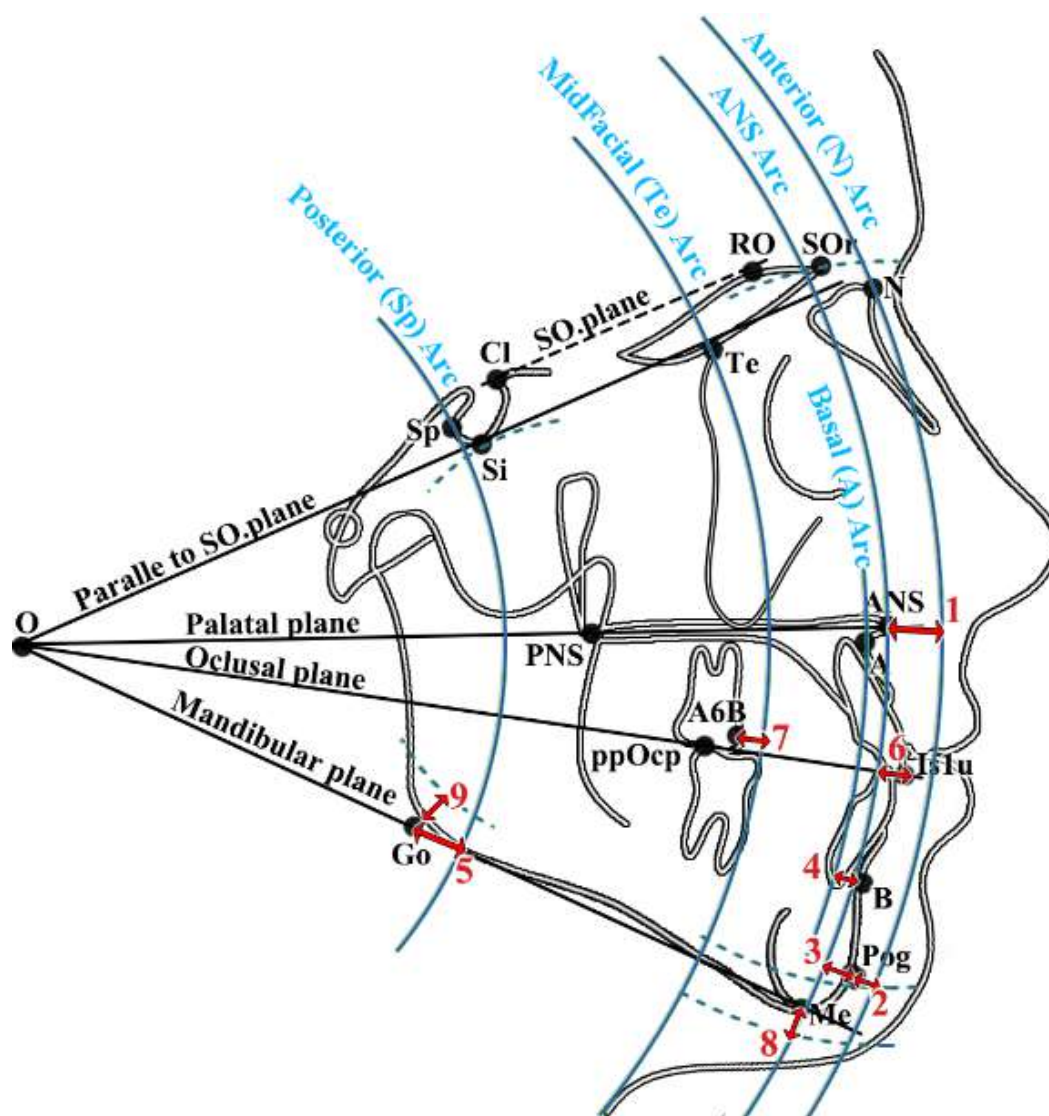 Anterior (N) Arc
ANS Arc
MidFacial (Te) Arc
Posterior (Sp) Arc
RO
SOr
N
SO.plane
Te
Cl
Sp
Si
Basal (A) Arc
Paralle to SO.plane
O
Palatal plane
PNS
ANS
1
A
Oclusal plane
Mandibular plane
A6B
7
6
ppOcp
Is1u
9
Go
5
4
B
3
Pog
2
Me
8